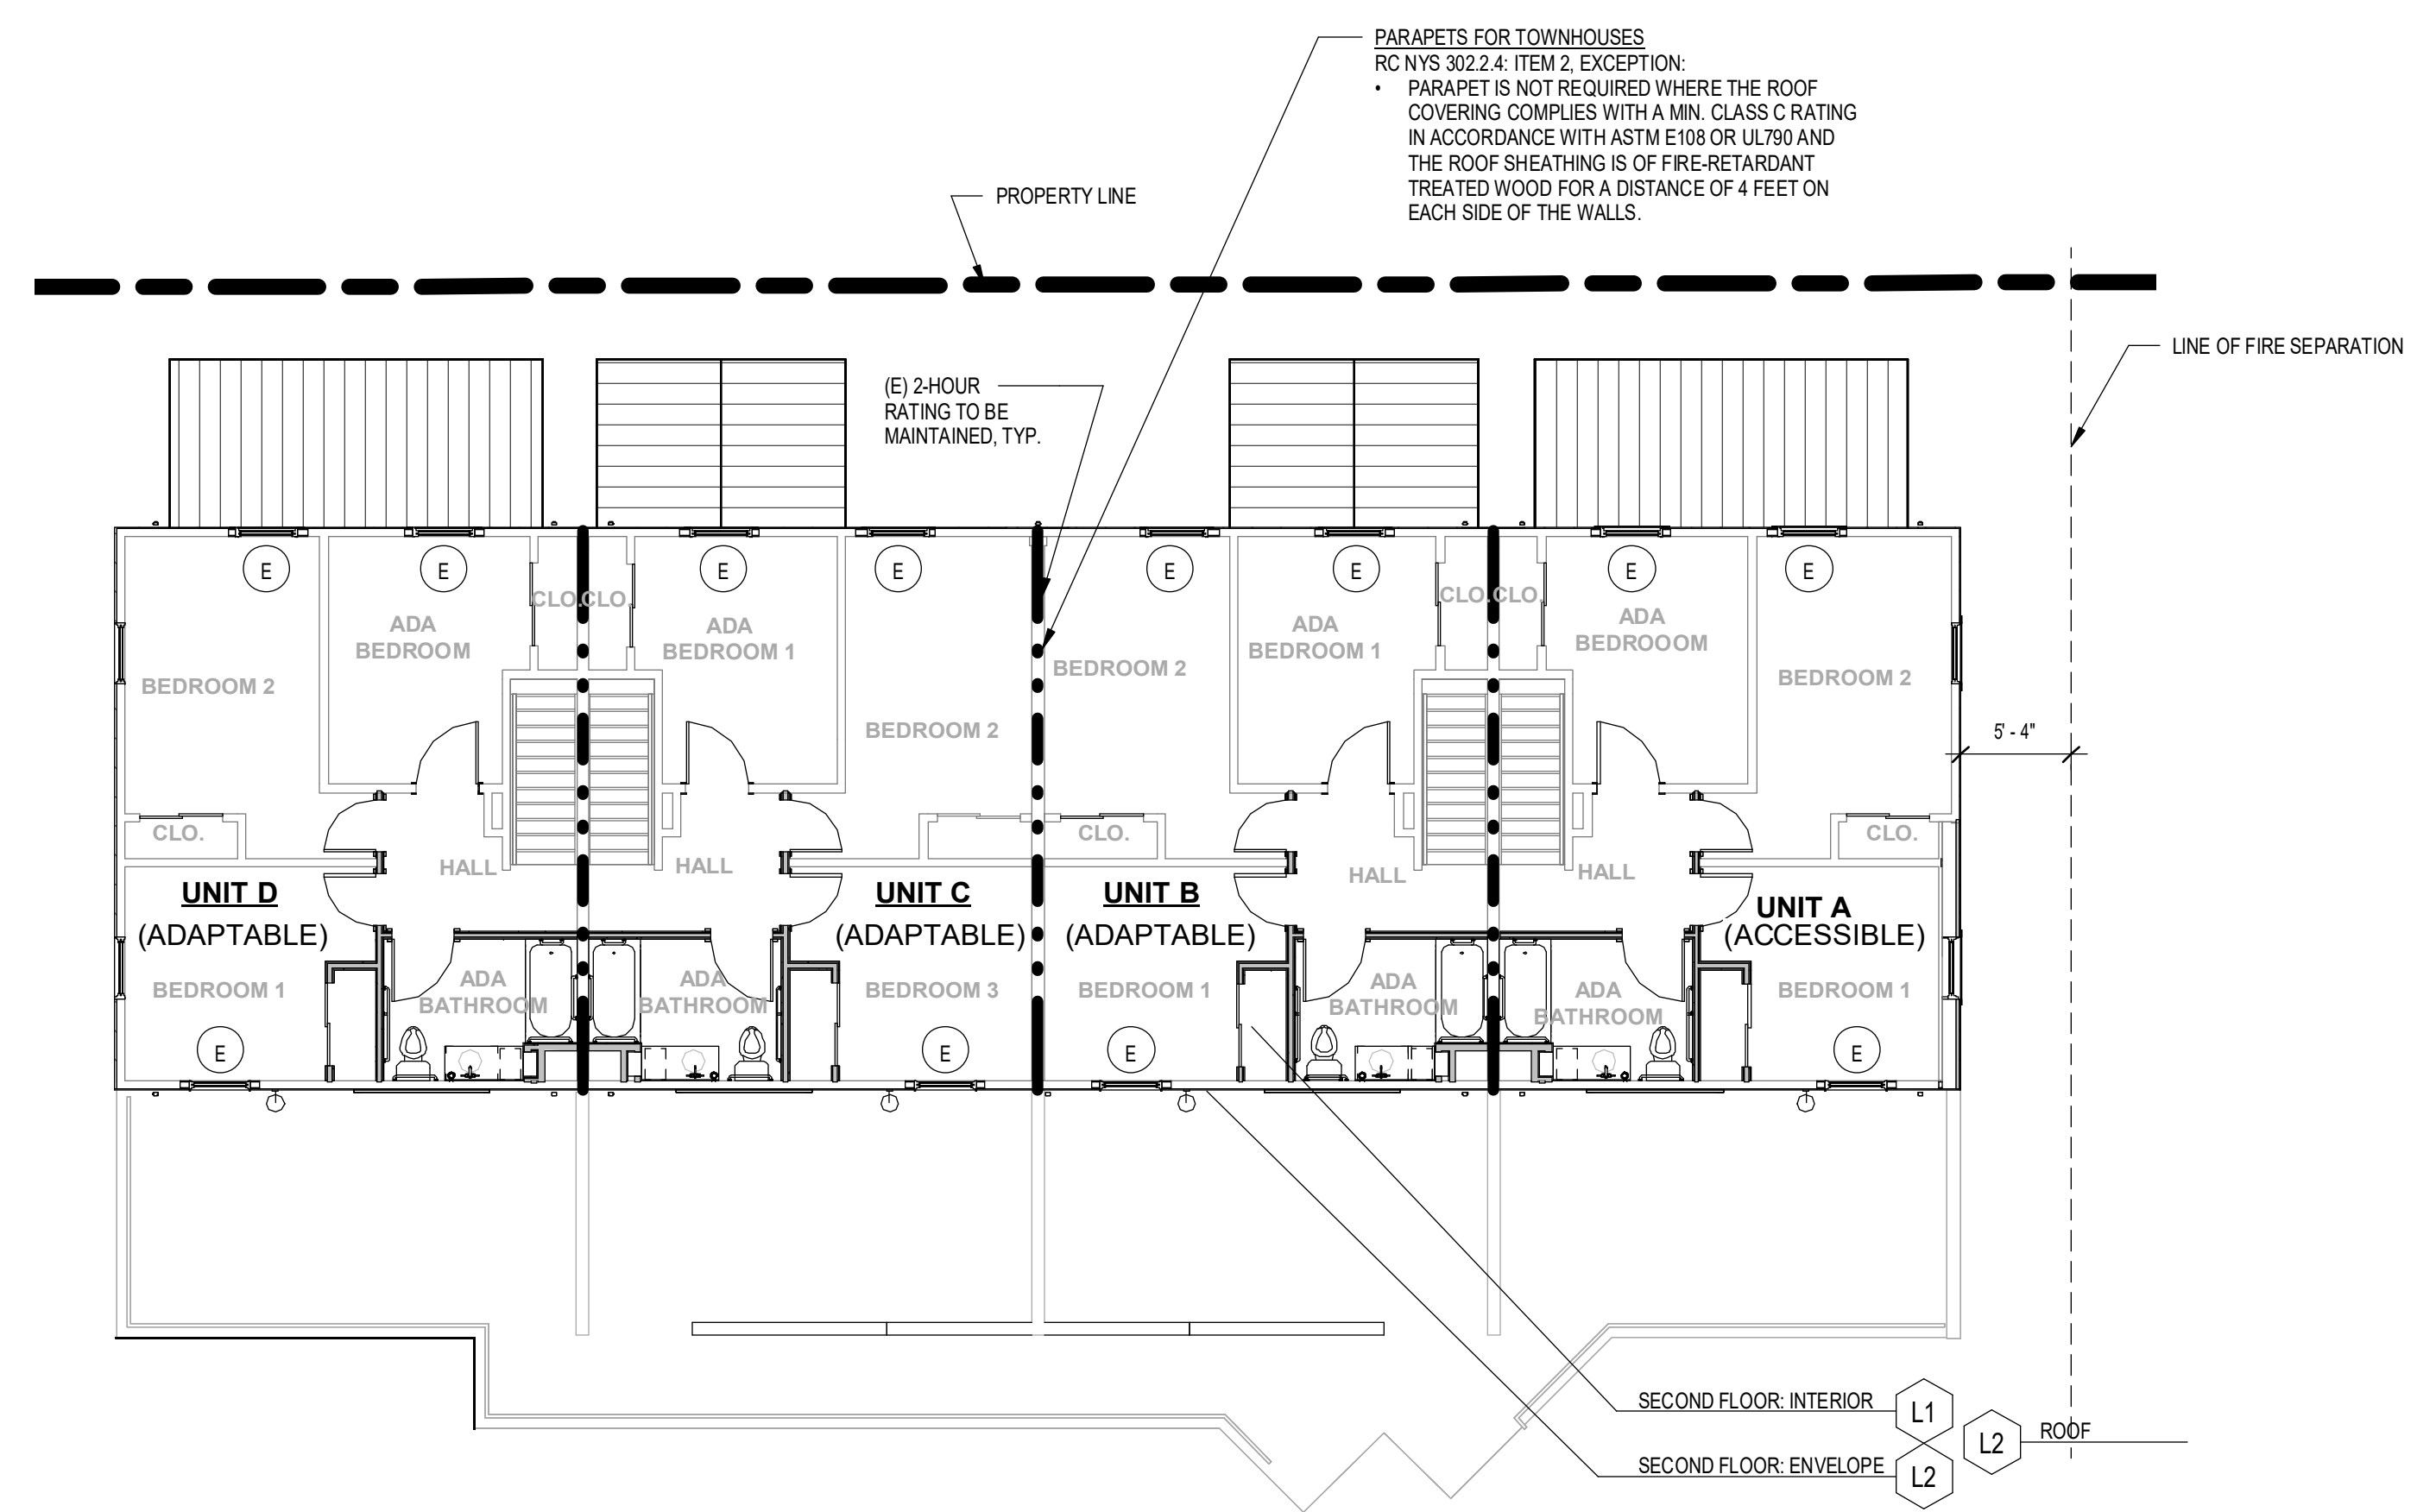 PARAPETS FOR TOWNHOUSES
RC NYS 302.2.4: ITEM 2, EXCEPTION:
• PARAPET IS NOT REQUIRED WHERE THE ROOF
COVERING COMPLIES WITH A MIN. CLASS C RATING
IN ACCORDANCE WITH ASTM E108 OR UL790 AND
THE ROOF SHEATHING IS OF FIRE-RETARDANT
TREATED WOOD FOR A DISTANCE OF 4 FEET ON
EACH SIDE OF THE WALLS.
PROPERTY LINE
LINE OF FIRE SEPARATION
(E) 2-HOUR
RATING TO BE
MAINTAINED, TYP.
E
E
E
E
E
E
E
E
CLO.
CLO.
CLO.
CLO.
ADA
BEDROOM
ADA
BEDROOM 1
ADA
BEDROOM 1
ADA
BEDROOOM
BEDROOM 2
BEDROOM 2
BEDROOM 2
BEDROOM 2
5' - 4"
CLO.
CLO.
CLO.
HALL
HALL
HALL
HALL
UNIT D
(ADAPTABLE)
UNIT C
(ADAPTABLE)
UNIT B
(ADAPTABLE)
UNIT A
(ACCESSIBLE)
BEDROOM 1
ADA
BATHROOM
ADA
BATHROOM
BEDROOM 3
BEDROOM 1
ADA
BATHROOM
ADA
BATHROOM
BEDROOM 1
E
E
E
E
SECOND FLOOR: INTERIOR
L1
L2
ROOF
SECOND FLOOR: ENVELOPE
L2